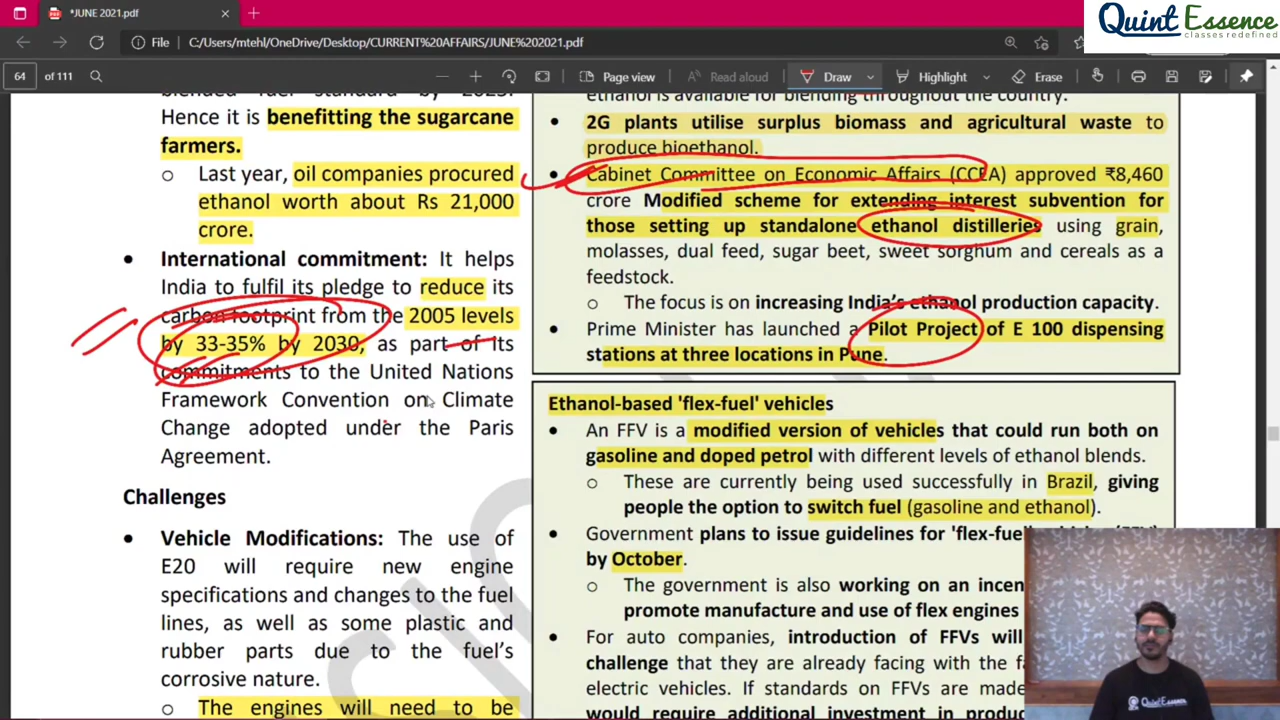 *JUNE 2021.pdf
Quint Essence
classes redefined
File
C:/Users/mtehl/OneDrive/Desktop/CURRENT%20AFFAIRS/JUNE%202021.pdf
64 of 111
Page view
Read aloud
Draw
Highlight
Erase
Hence it is benefitting the sugarcane
farmers.
o Last year, oil companies procured
ethanol worth about Rs 21,000
crore.
• International commitment: It helps
India to fulfil its pledge to reduce its
carbon footprint from the 2005 levels
by 33-35% by 2030, as part of its
commitments to the United Nations
Framework Convention on Climate
Change adopted under the Paris
Agreement.
Challenges
• Vehicle Modifications: The use of
E20 will require new engine
specifications and changes to the fuel
lines, as well as some plastic and
rubber parts due to the fuel's
corrosive nature.
o The engines will need to be
ethanol is available for blending throughout the country.
• 2G plants utilise surplus biomass and agricultural waste to
produce bioethanol.
• Cabinet Committee on Economic Affairs (CCEA) approved ₹8,460
crore Modified scheme for extending interest subvention for
those setting up standalone ethanol distilleries using grain,
molasses, dual feed, sugar beet, sweet sorghum and cereals as a
feedstock.
o The focus is on increasing India's ethanol production capacity.
• Prime Minister has launched a Pilot Project of E 100 dispensing
stations at three locations in Pune.
Ethanol-based 'flex-fuel' vehicles
• An FFV is a modified version of vehicles that could run both on
gasoline and doped petrol with different levels of ethanol blends.
o These are currently being used successfully in Brazil, giving
people the option to switch fuel (gasoline and ethanol).
• Government plans to issue guidelines for 'flex-fuel
by October.
o The government is also working on an incen
promote manufacture and use of flex engines
• For auto companies, introduction of FFVs will
challenge that they are already facing with the fa
electric vehicles. If standards on FFVs are made
would require additional investment in produc
Quint Essence